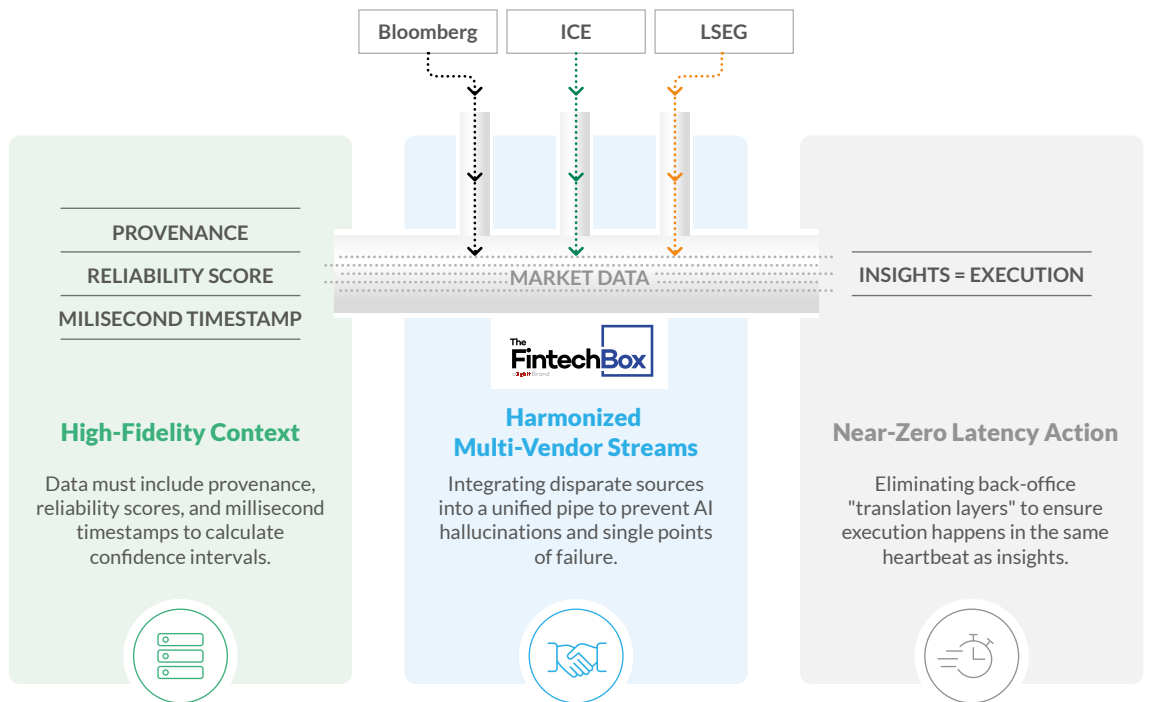 Bloomberg
ICE
LSEG
PROVENANCE
RELIABILITY SCORE
MILISECOND TIMESTAMP
MARKET DATA
INSIGHTS = EXECUTION
The
FintechBox
Brand
High-Fidelity Context
Data must include provenance,
reliability scores, and millisecond
timestamps to calculate
confidence intervals.
Harmonized
Multi-Vendor Streams
Integrating disparate sources
into a unified pipe to prevent AI
hallucinations and single points
of failure.
Near-Zero Latency Action
Eliminating back-office
"translation layers" to ensure
execution happens in the same
heartbeat as insights.